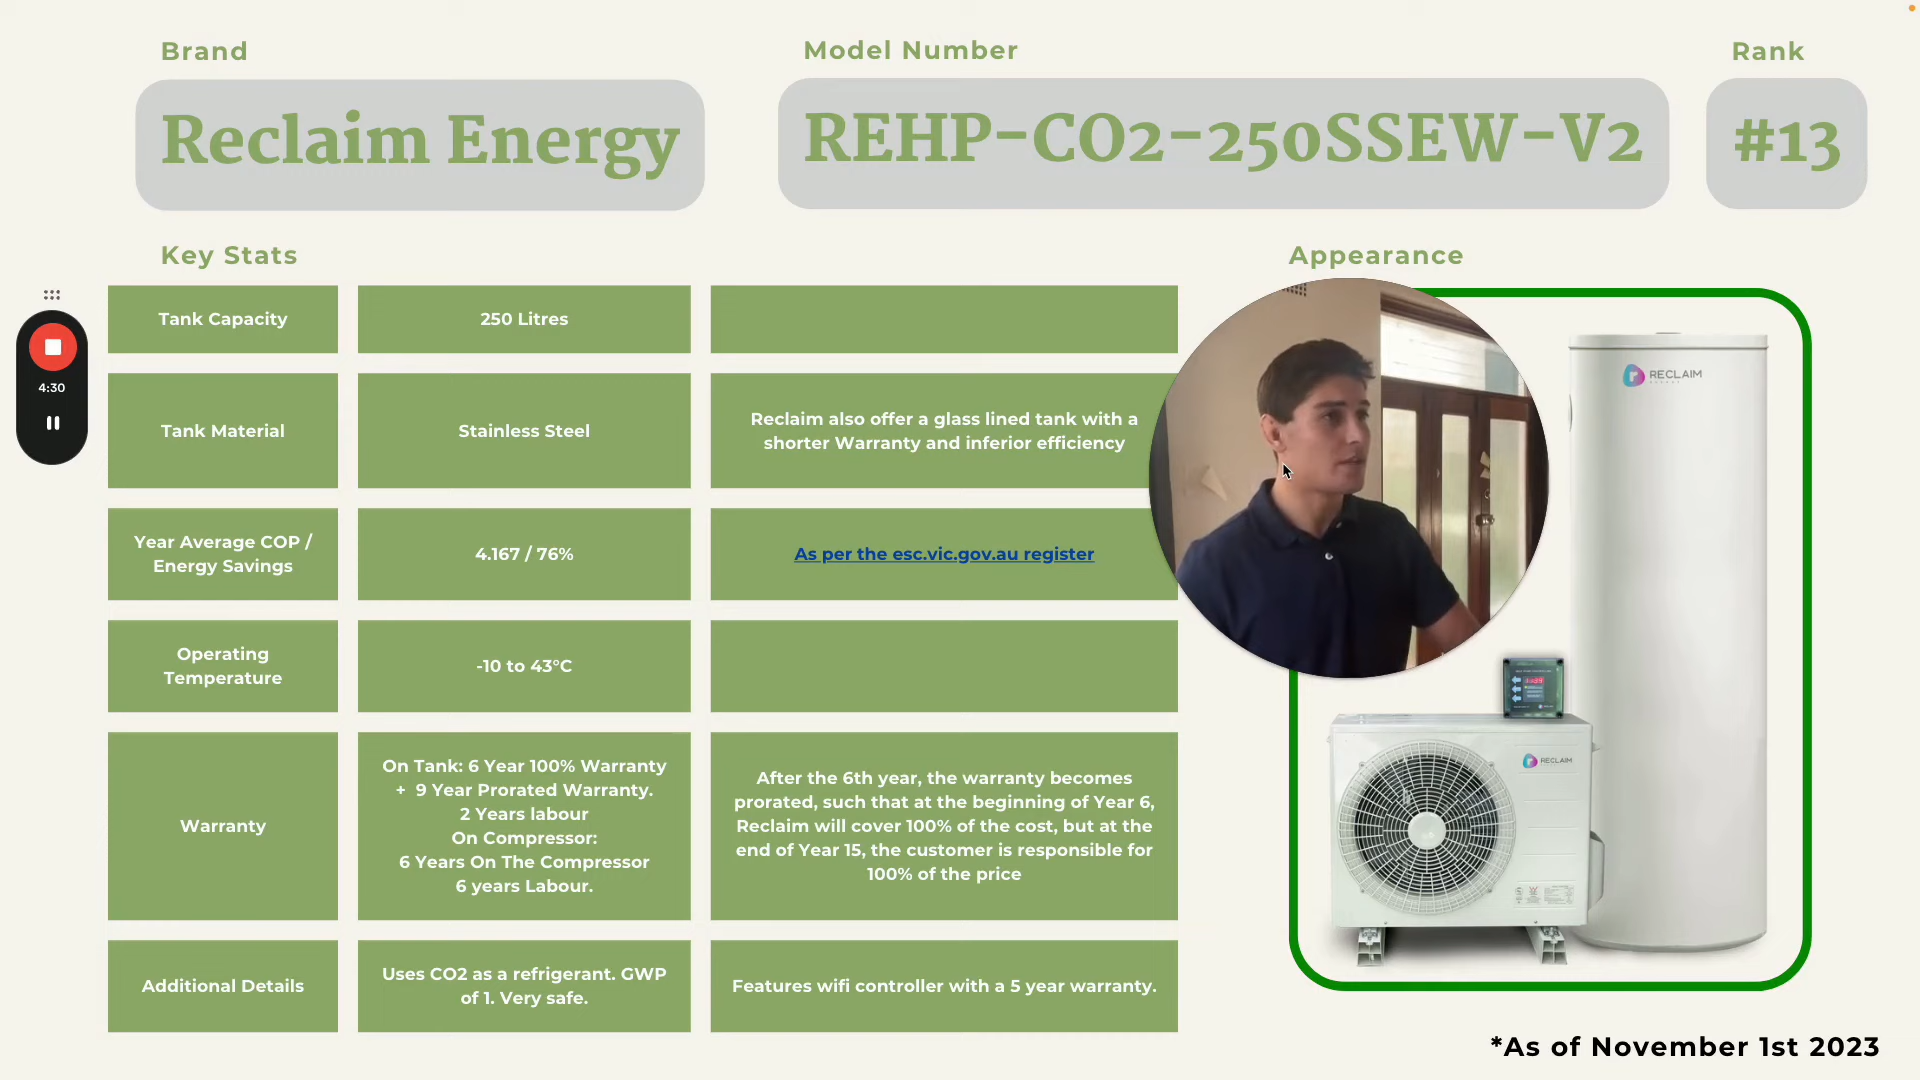 Brand
Model Number
Rank
Reclaim Energy
REHP-CO2-250SSEW-V2
#13
Key Stats
Appearance
Tank Capacity
250 Litres
Tank Material
Stainless Steel
Reclaim also offer a glass lined tank with a
shorter Warranty and inferior efficiency
Year Average COP /
Energy Savings
4.167 / 76%
As per the esc.vic.gov.au register
Operating
Temperature
-10 to 43°C
Warranty
On Tank: 6 Year 100% Warranty
+ 9 Year Prorated Warranty.
2 Years labour
On Compressor:
6 Years On The Compressor
6 years Labour.
After the 6th year, the warranty becomes
prorated, such that at the beginning of Year 6,
Reclaim will cover 100% of the cost, but at the
end of Year 15, the customer is responsible for
100% of the price
Additional Details
Uses CO2 as a refrigerant. GWP
of 1. Very safe.
Features wifi controller with a 5 year warranty.
4:30
RECLAIM
RECLAIM
*As of November 1st 2023